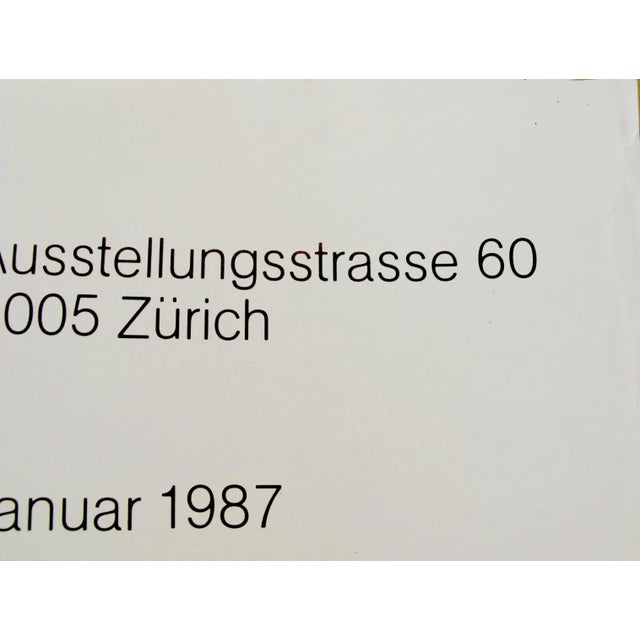 Ausstellungsstrasse 60
005 Zürich
anuar 1987